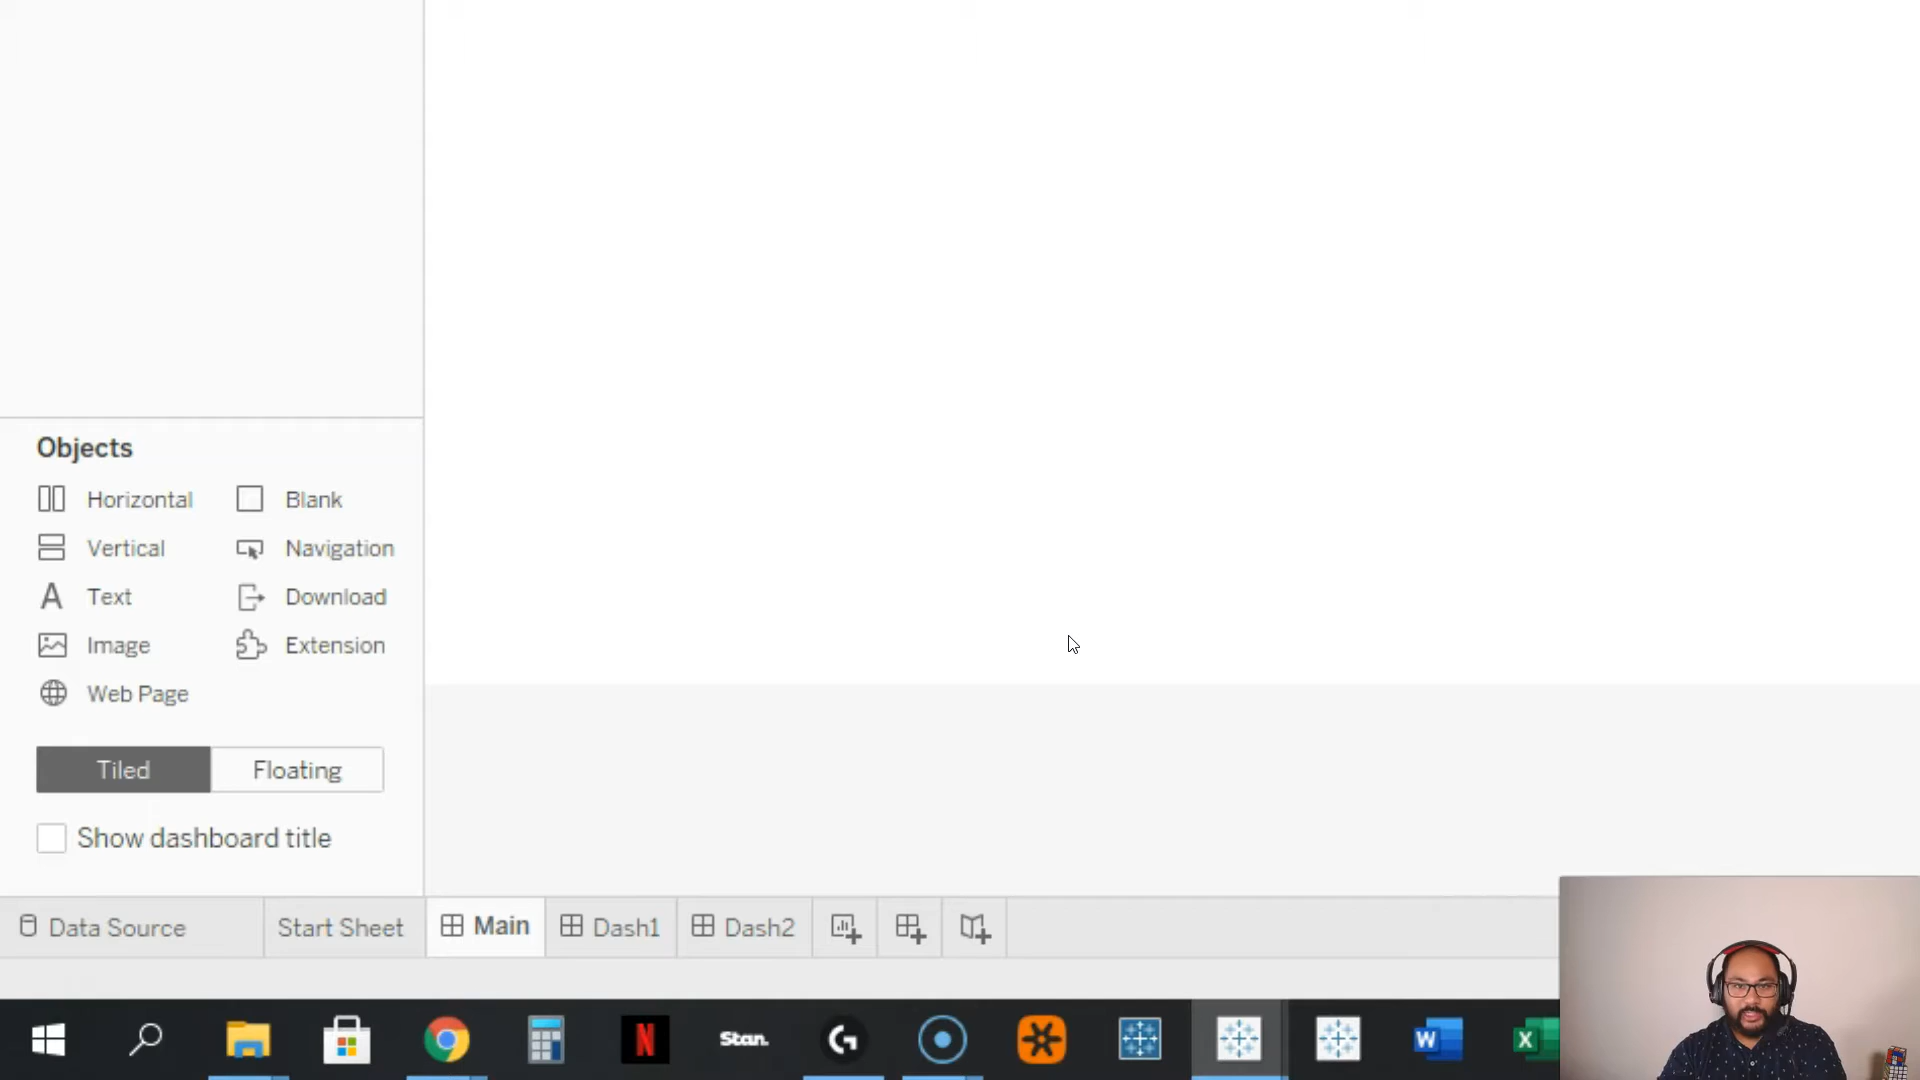 Objects
Horizontal Blank
Vertical Navigation
Text Download
Image Extension
Web Page
Tiled Floating
Show dashboard title
Data Source Start Sheet Main Dash1 Dash2
N Stan. G W X